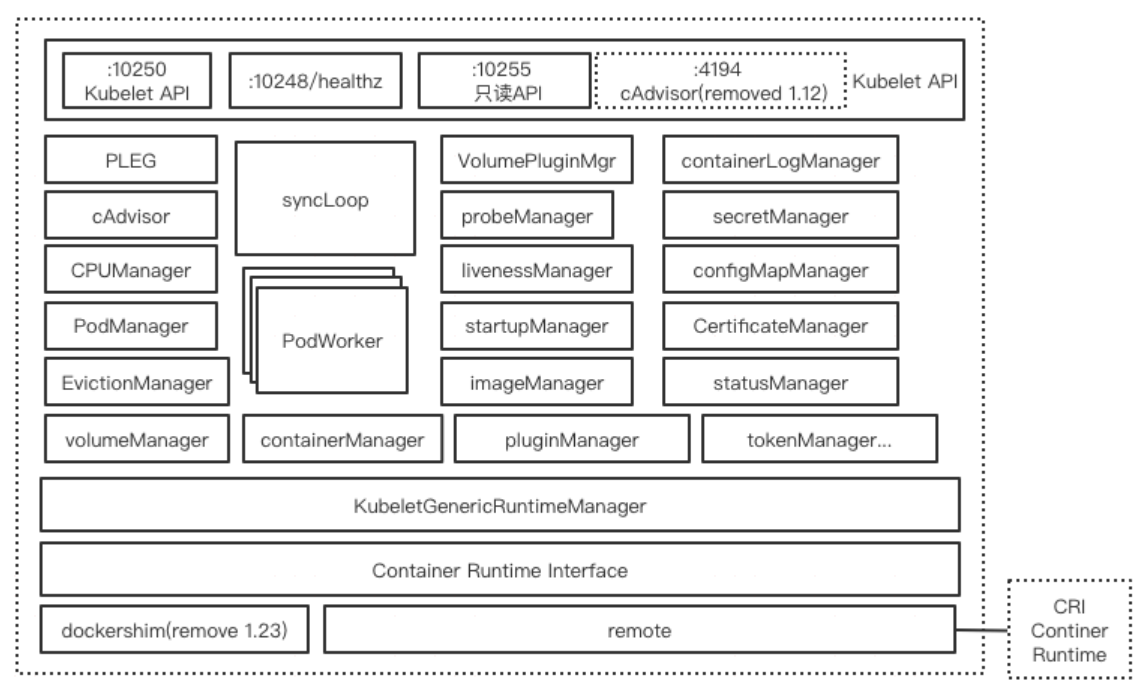 :10250
Kubelet API
:10248/healthz
:10255
只读API
:4194
cAdvisor(removed 1.12)
Kubelet API
PLEG
syncLoop
VolumePluginMgr
containerLogManager
cAdvisor
probeManager
secretManager
CPUManager
livenessManager
configMapManager
PodManager
PodWorker
startupManager
CertificateManager
EvictionManager
imageManager
statusManager
volumeManager
containerManager
pluginManager
tokenManager...
KubeletGenericRuntimeManager
Container Runtime Interface
dockershim(remove 1.23)
remote
CRI
Continer
Runtime